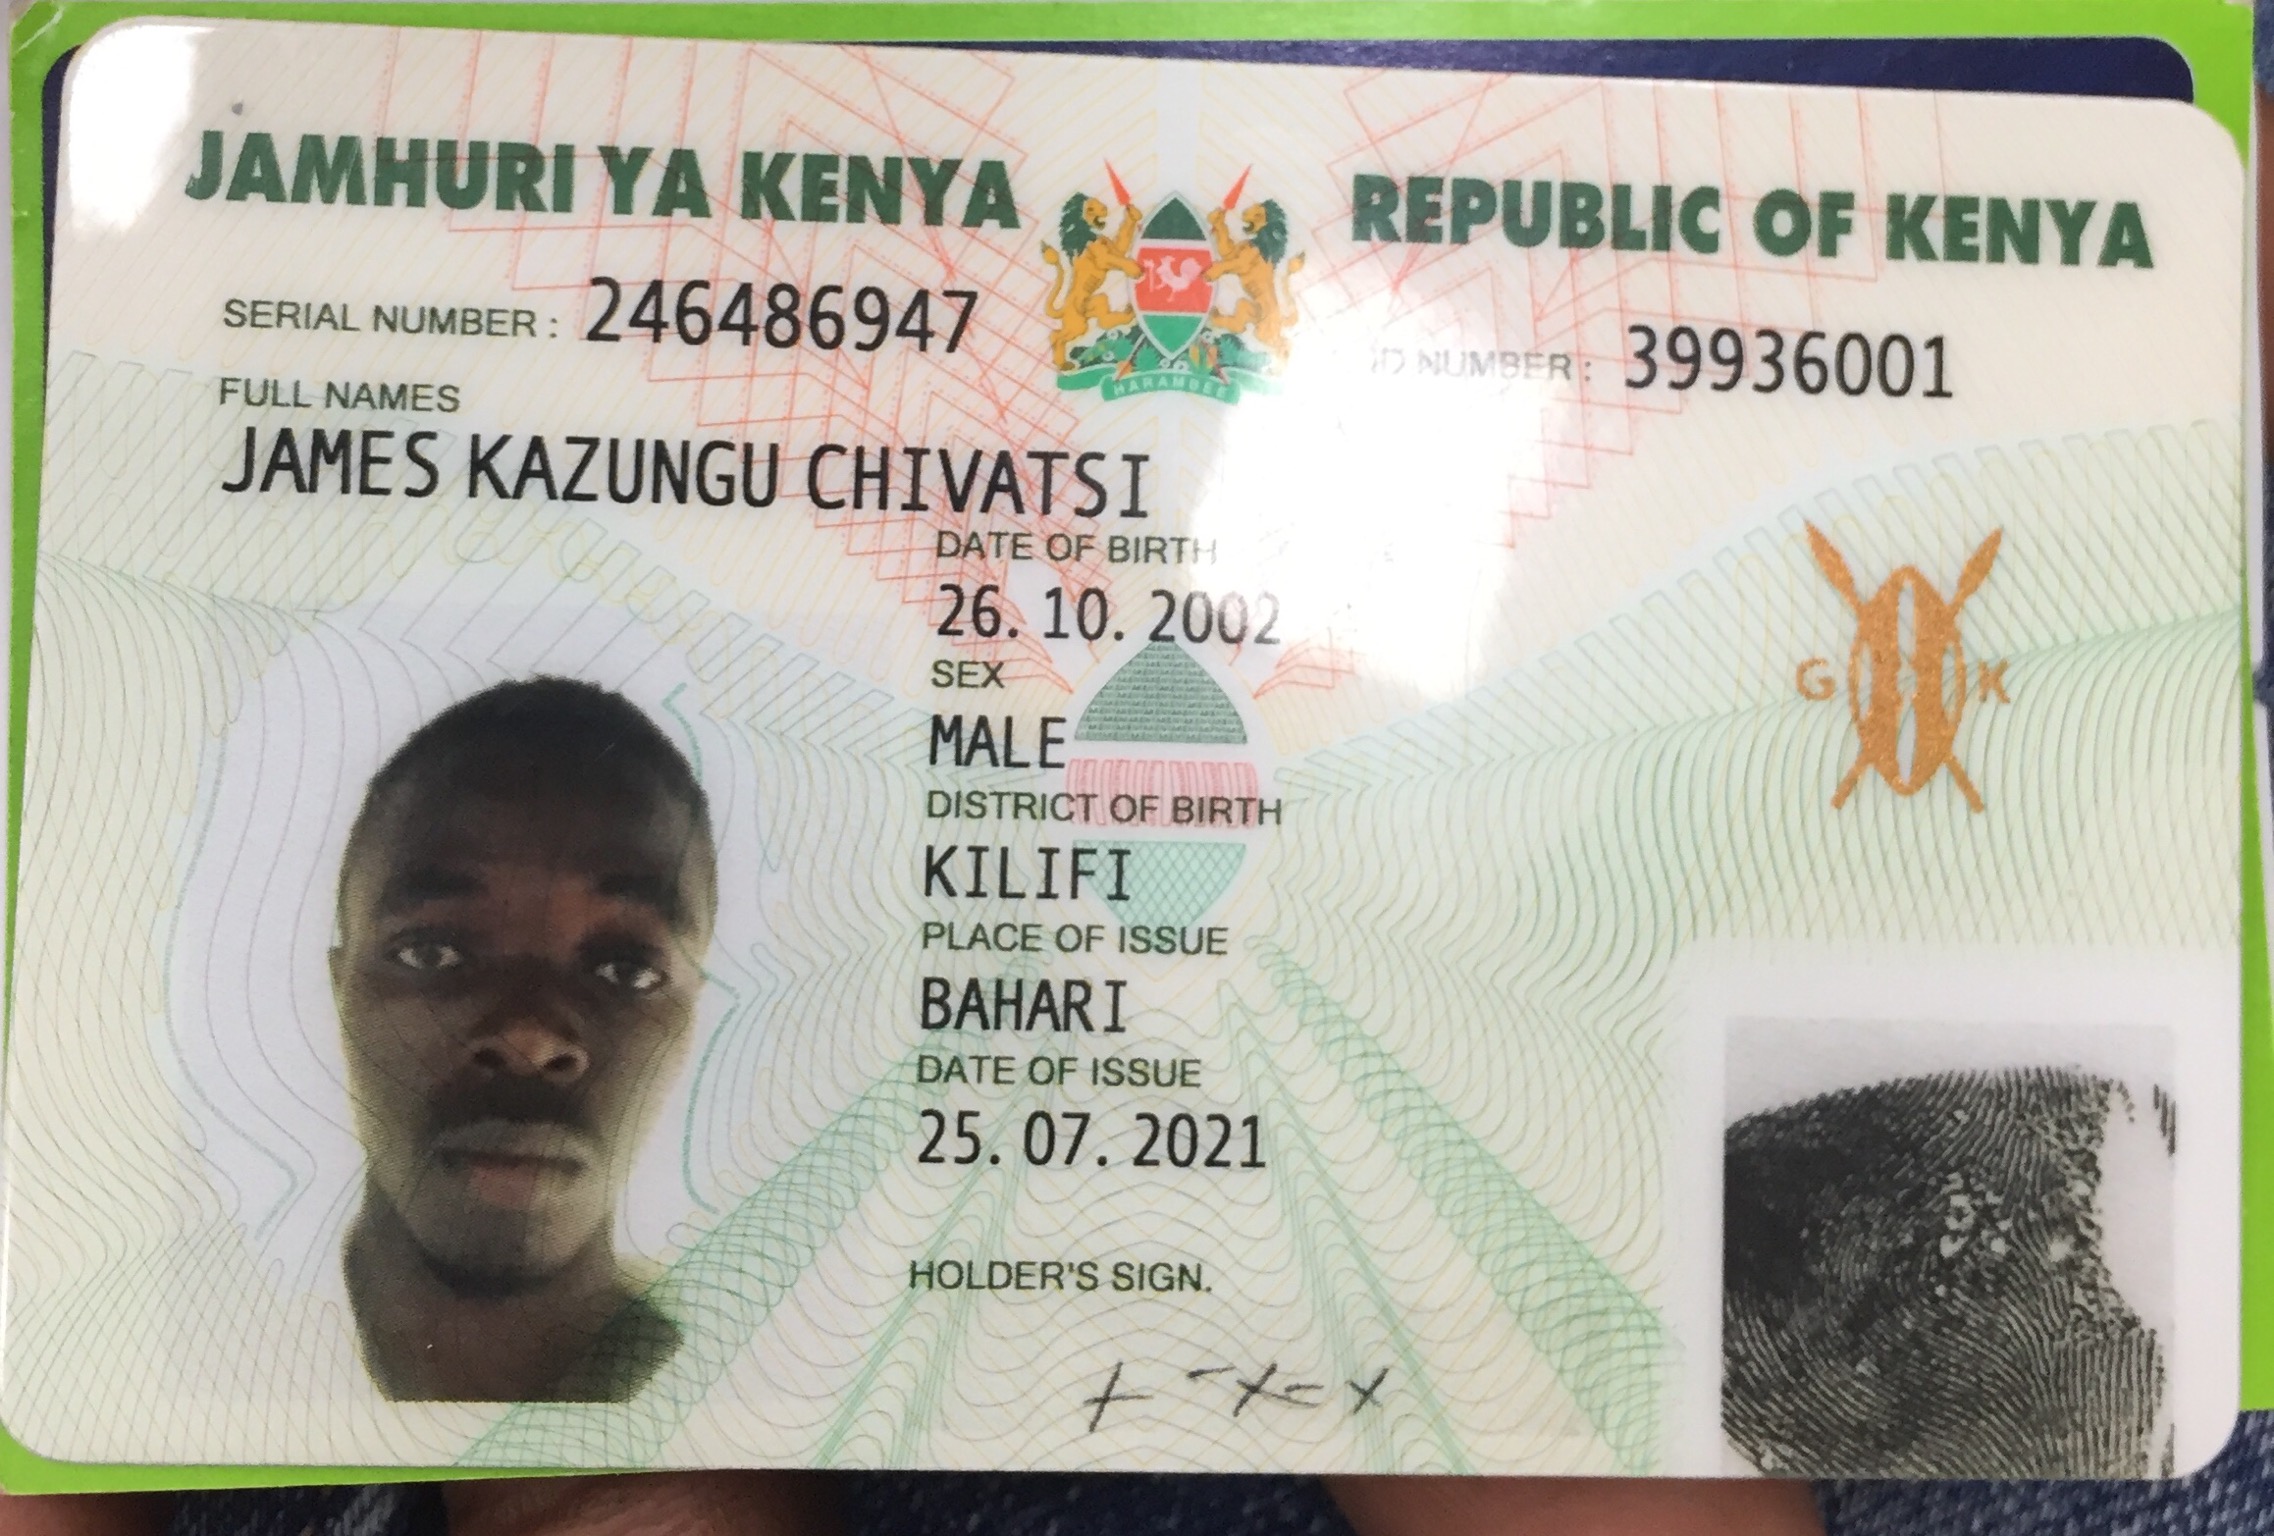 JAMHURI YA KENYA REPUBLIC OF KENYA
SERIAL NUMBER : 246486947 ID NUMBER : 39936001
HARAMBEE
FULL NAMES
JAMES KAZUNGU CHIVATSI
DATE OF BIRTH
26. 10. 2002
SEX
MALE
G K
DISTRICT OF BIRTH
KILIFI
PLACE OF ISSUE
BAHARI
DATE OF ISSUE
25. 07. 2021
HOLDER'S SIGN.